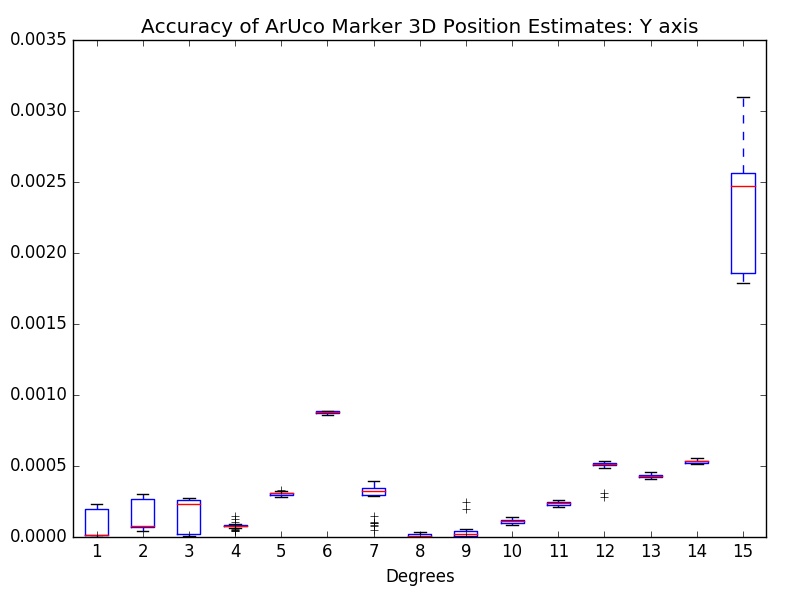 Accuracy of ArUco Marker 3D Position Estimates: Y axis
0.0035
0.0030
0.0025
0.0020
0.0015
0.0010
0.0005
0.0000
1 2 3 4 5 6 7 8 9 10 11 12 13 14 15
Degrees